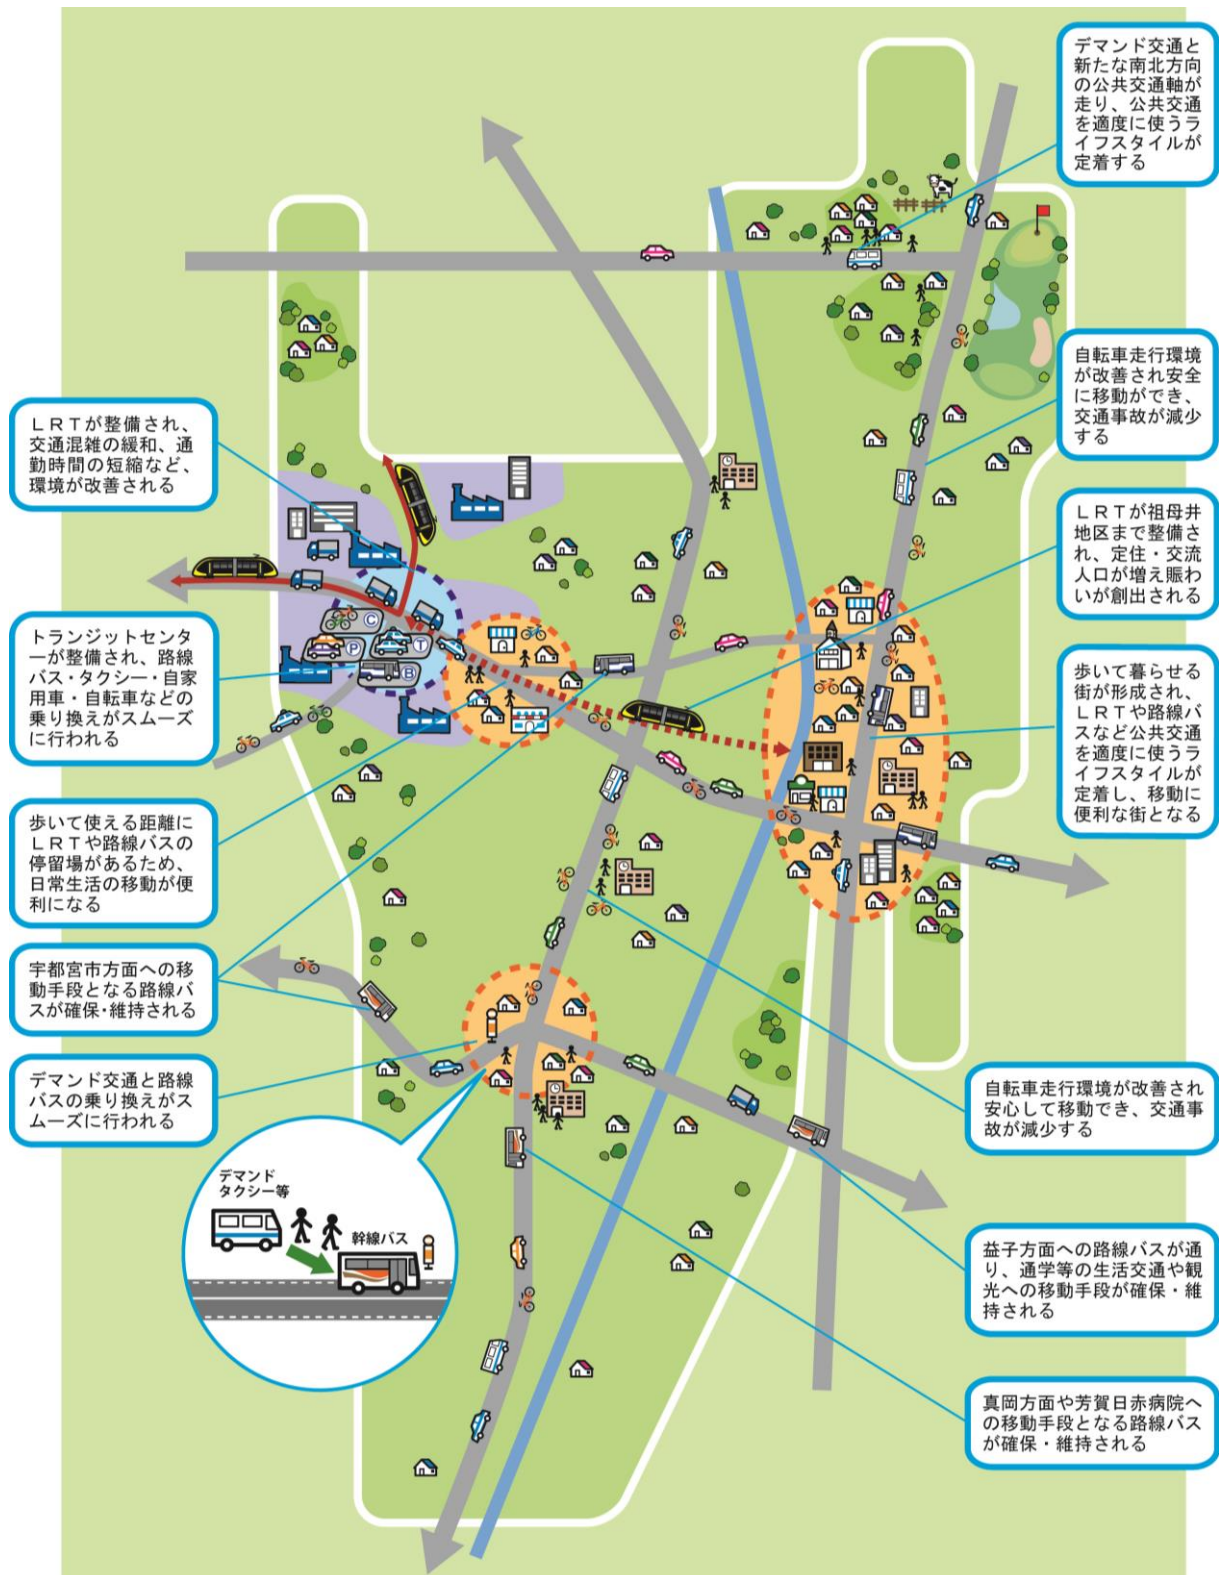 デマンド交通と
新たな南北方向
の公共交通軸が
走り、公共交通
を適度に使うラ
イフスタイルが
定着する
自転車走行環境
が改善され安全
に移動ができ、
交通事故が減少
する
LRTが整備され、
交通混雑の緩和、通
勤時間の短縮など、
環境が改善される
LRTが祖母井
地区まで整備さ
れ、定住・交流
人口が増え賑わ
いが創出される
トランジットセンタ
ーが整備され、路線
バス・タクシー・自家
用車・自転車などの
乗り換えがスムーズ
に行われる
C
P
T
B
歩いて暮らせる
街が形成され、
LRTや路線バ
スなど公共交通
を適度に使うラ
イフスタイルが
定着し、移動に
便利な街となる
歩いて使える距離に
LRTや路線バスの
停留場があるため、
日常生活の移動が便
利になる
宇都宮市方面への移
動手段となる路線バ
スが確保・維持される
デマンド交通と路線
バスの乗り換えがス
ムーズに行われる
デマンド
タクシー等
幹線バス
自転車走行環境が改善され
安心して移動でき、交通事
故が減少する
益子方面への路線バスが通
り、通学等の生活交通や観
光への移動手段が確保・維
持される
真岡方面や芳賀日赤病院へ
の移動手段となる路線バス
が確保・維持される